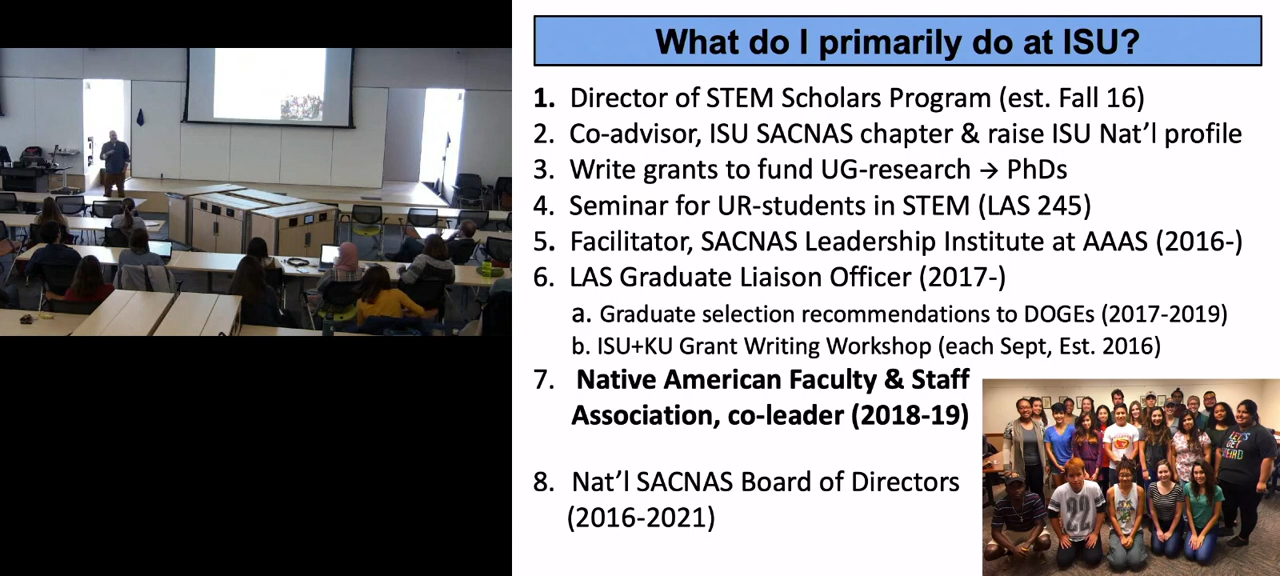 What do I primarily do at ISU?
1. Director of STEM Scholars Program (est. Fall 16)
2. Co-advisor, ISU SACNAS chapter & raise ISU Nat'l profile
3. Write grants to fund UG-research → PhDs
4. Seminar for UR-students in STEM (LAS 245)
5. Facilitator, SACNAS Leadership Institute at AAAS (2016-)
6. LAS Graduate Liaison Officer (2017-)
a. Graduate selection recommendations to DOGEs (2017-2019)
b. ISU+KU Grant Writing Workshop (each Sept, Est. 2016)
7. Native American Faculty & Staff
Association, co-leader (2018-19)
8. Nat'l SACNAS Board of Directors
(2016-2021)
LET'S
GET
WEIRD
22